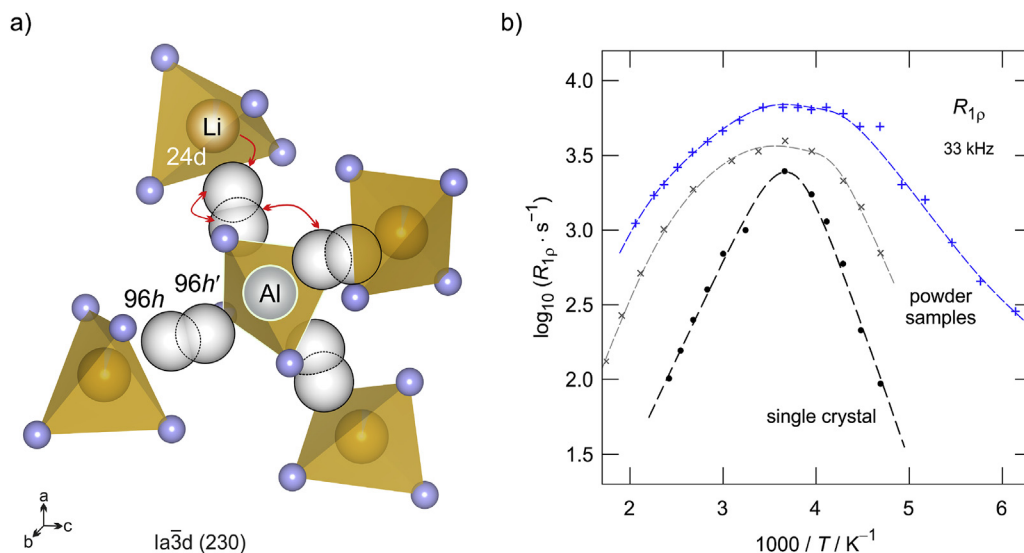 a)
Li
24d
96h
96h′
Al
a
b
c
Ia3̄d (230)
b)
log₁₀ (R₁ρ · s⁻¹)
4.0
3.5
3.0
2.5
2.0
1.5
R₁ρ
33 kHz
powder
samples
single crystal
2
3
4
5
6
1000 / T / K⁻¹